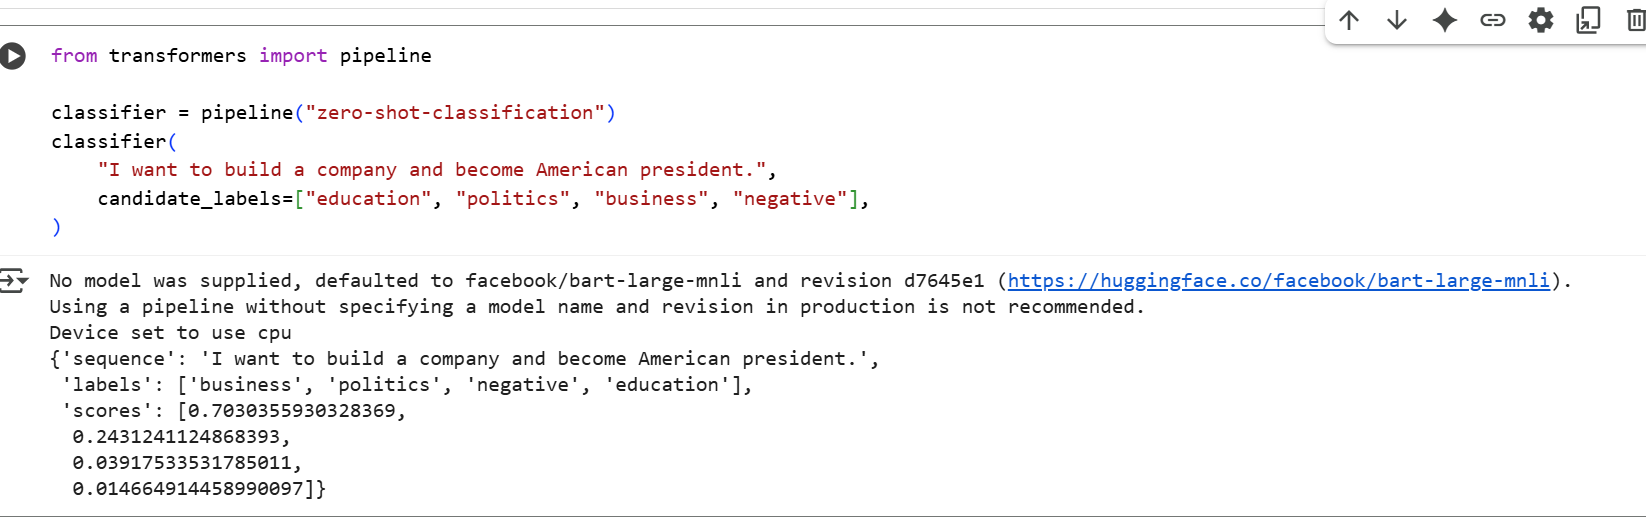 from transformers import pipeline
classifier = pipeline("zero-shot-classification")
classifier(
"I want to build a company and become American president.",
candidate_labels=["education", "politics", "business", "negative"],
)
No model was supplied, defaulted to facebook/bart-large-mnli and revision d7645e1 (https://huggingface.co/facebook/bart-large-mnli).
Using a pipeline without specifying a model name and revision in production is not recommended.
Device set to use cpu
{'sequence': 'I want to build a company and become American president.',
'labels': ['business', 'politics', 'negative', 'education'],
'scores': [0.7030355930328369,
0.2431241124868393,
0.03917533531785011,
0.014664914458990097]}